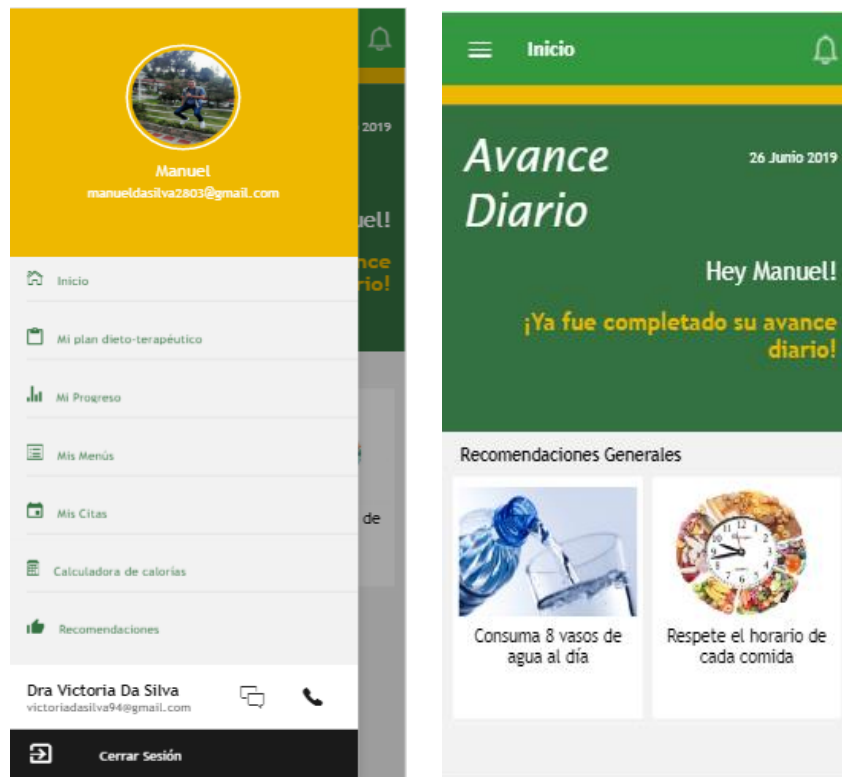 Manuel
manueldasilva2803@gmail.com
Inicio
Mi plan dieto-terapéutico
Mi Progreso
Mis Menús
Mis Citas
Calculadora de calorías
Recomendaciones
Dra Victoria Da Silva
victoriadasilva94@gmail.com
Cerrar Sesión
2019
uel!
nce
rio!
de
Inicio
Avance
Diario
26 Junio 2019
Hey Manuel!
¡Ya fue completado su avance
diario!
Recomendaciones Generales
Consuma 8 vasos de
agua al día
Respete el horario de
cada comida